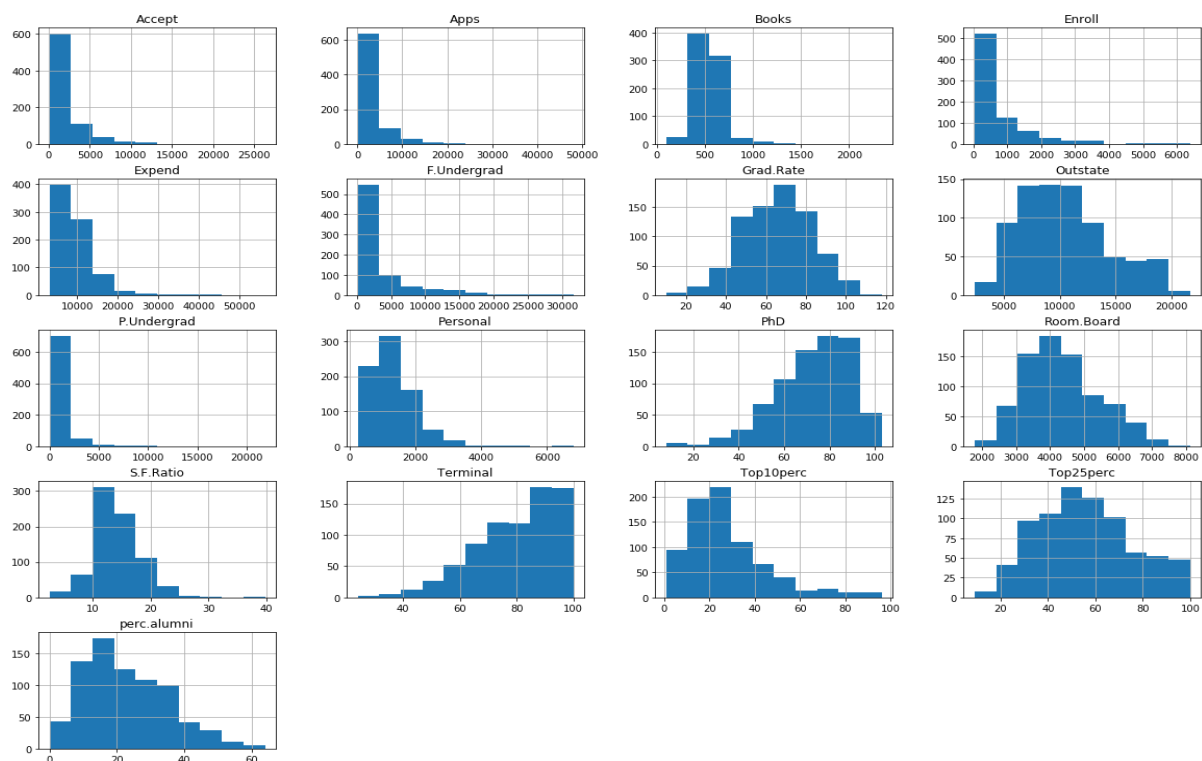 Accept
600
400
200
0
0 5000 10000 15000 20000 25000
Apps
600
400
200
0
0 10000 20000 30000 40000 50000
Books
400
300
200
100
0
0 500 1000 1500 2000
Enroll
500
400
300
200
100
0
0 1000 2000 3000 4000 5000 6000
Expend
400
300
200
100
0
10000 20000 30000 40000 50000
F.Undergrad
500
400
300
200
100
0
0 5000 10000 15000 20000 25000 30000
Grad.Rate
150
100
50
0
20 40 60 80 100 120
Outstate
150
100
50
0
5000 10000 15000 20000
P.Undergrad
600
400
200
0
0 5000 10000 15000 20000
Personal
300
200
100
0
0 2000 4000 6000
PhD
150
100
50
0
20 40 60 80 100
Room.Board
150
100
50
0
2000 3000 4000 5000 6000 7000 8000
S.F.Ratio
300
200
100
0
10 20 30 40
Terminal
150
100
50
0
40 60 80 100
Top10perc
200
150
100
50
0
0 20 40 60 80 100
Top25perc
125
100
75
50
25
0
20 40 60 80 100
perc.alumni
150
100
50
0
0 20 40 60